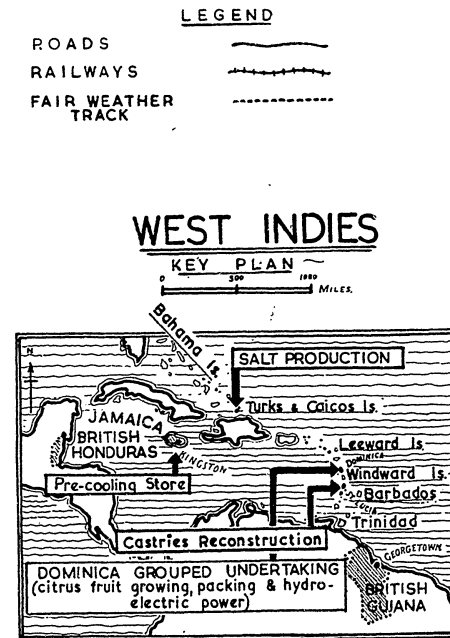 LEGEND
ROADS
RAILWAYS
FAIR WEATHER
TRACK
WEST INDIES
KEY PLAN
0 500 1000
MILES.
N
Bahama Is.
SALT PRODUCTION
Turks & Caicos Is.
JAMAICA
BRITISH
HONDURAS
KINGSTON
Pre-cooling Store
Leeward Is.
DOMINICA
Windward Is.
Barbados
LUCIA
Trinidad
Castries Reconstruction
GEORGETOWN
DOMINICA GROUPED UNDERTAKING
(citrus fruit growing, packing & hydro-
electric power)
BRITISH
GUIANA